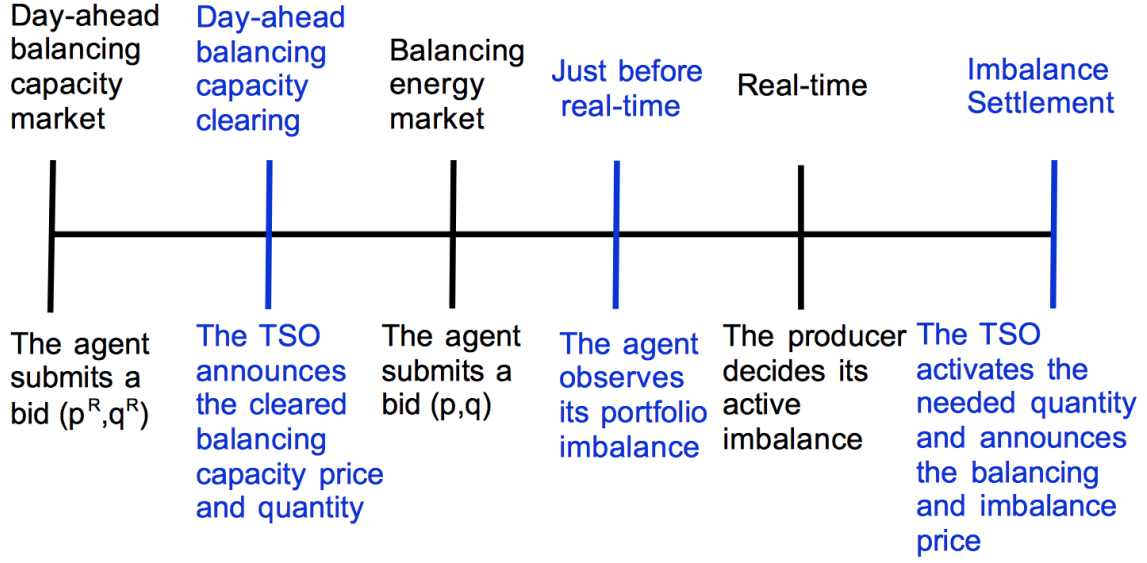 Day-ahead
balancing
capacity
market
Day-ahead
balancing
capacity
clearing
Balancing
energy
market
Just before
real-time
Real-time
Imbalance
Settlement
The agent
submits a
bid (pᴿ,qᴿ)
The TSO
announces
the cleared
balancing
capacity price
and quantity
The agent
submits a
bid (p,q)
The agent
observes
its portfolio
imbalance
The producer
decides its
active
imbalance
The TSO
activates the
needed quantity
and announces
the balancing
and imbalance
price